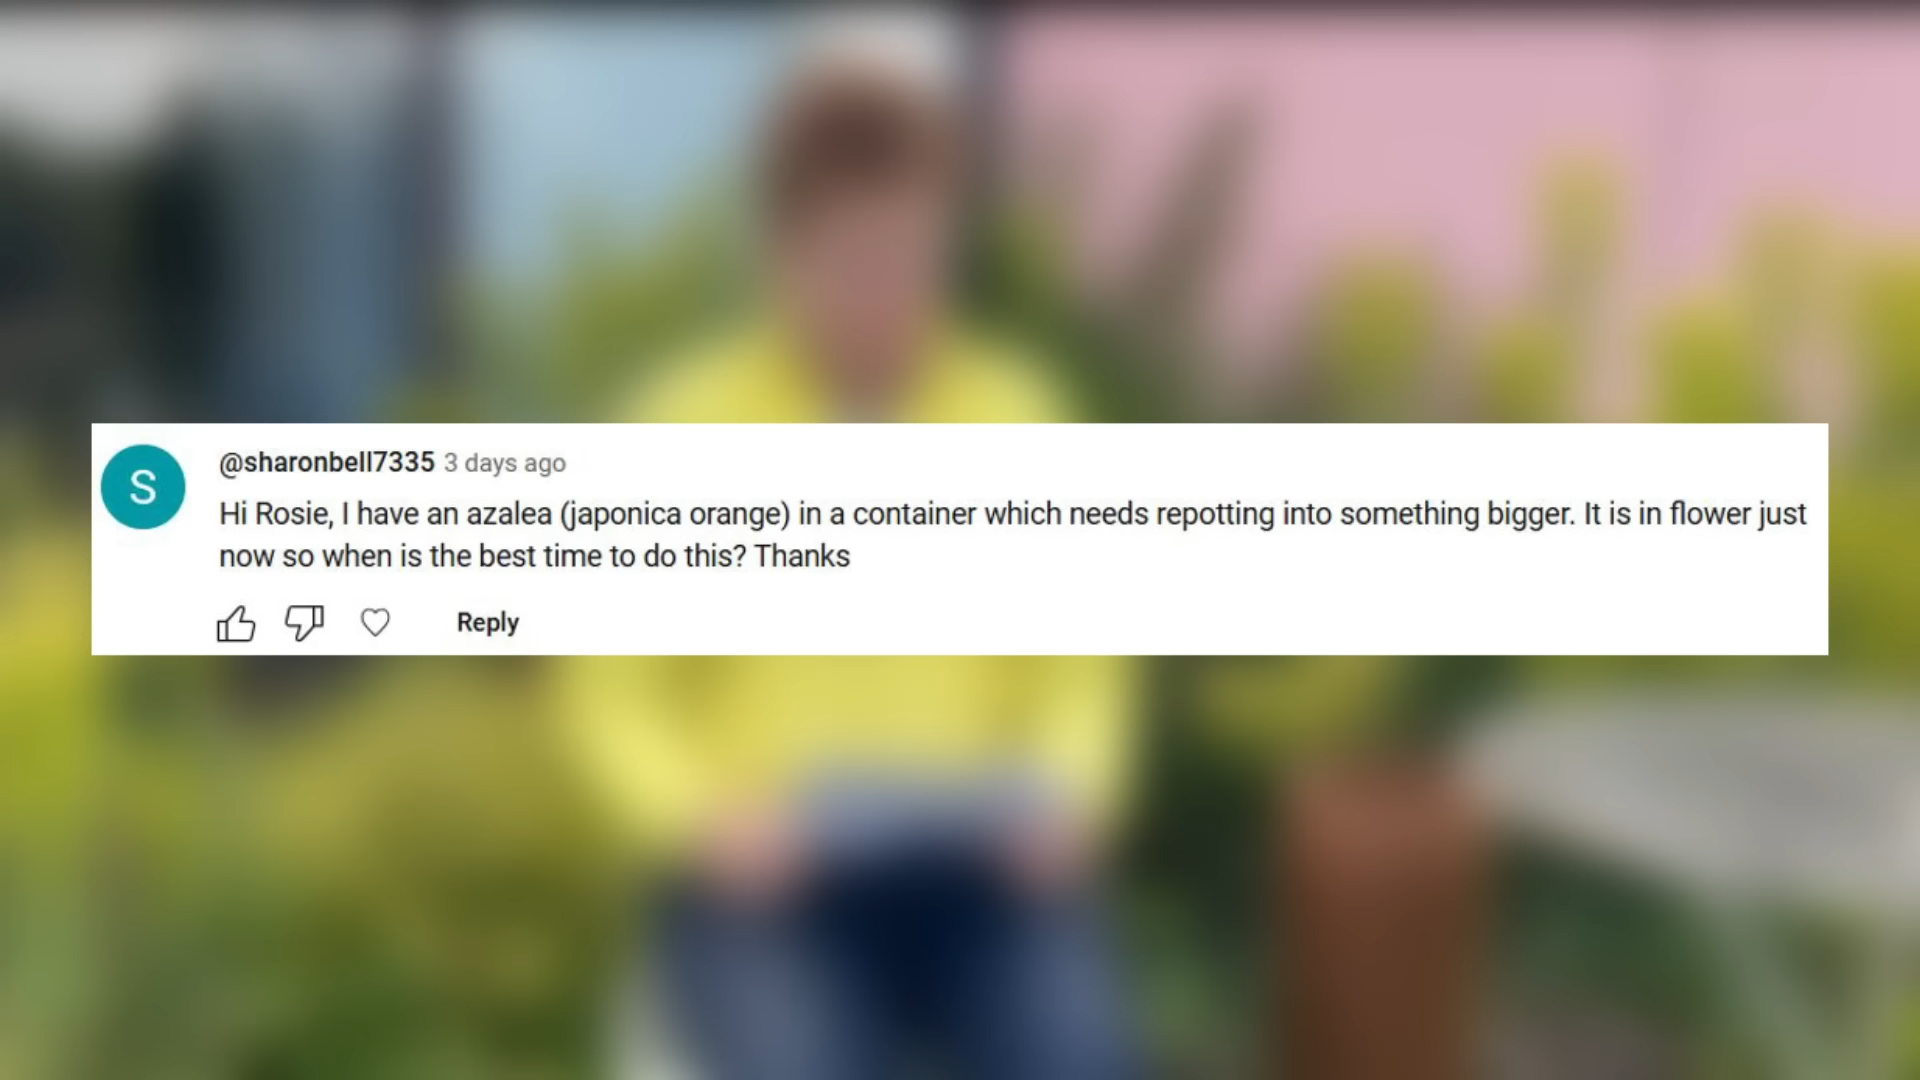 S
@sharonbell7335 3 days ago
Hi Rosie, I have an azalea (japonica orange) in a container which needs repotting into something bigger. It is in flower just
now so when is the best time to do this? Thanks
Reply